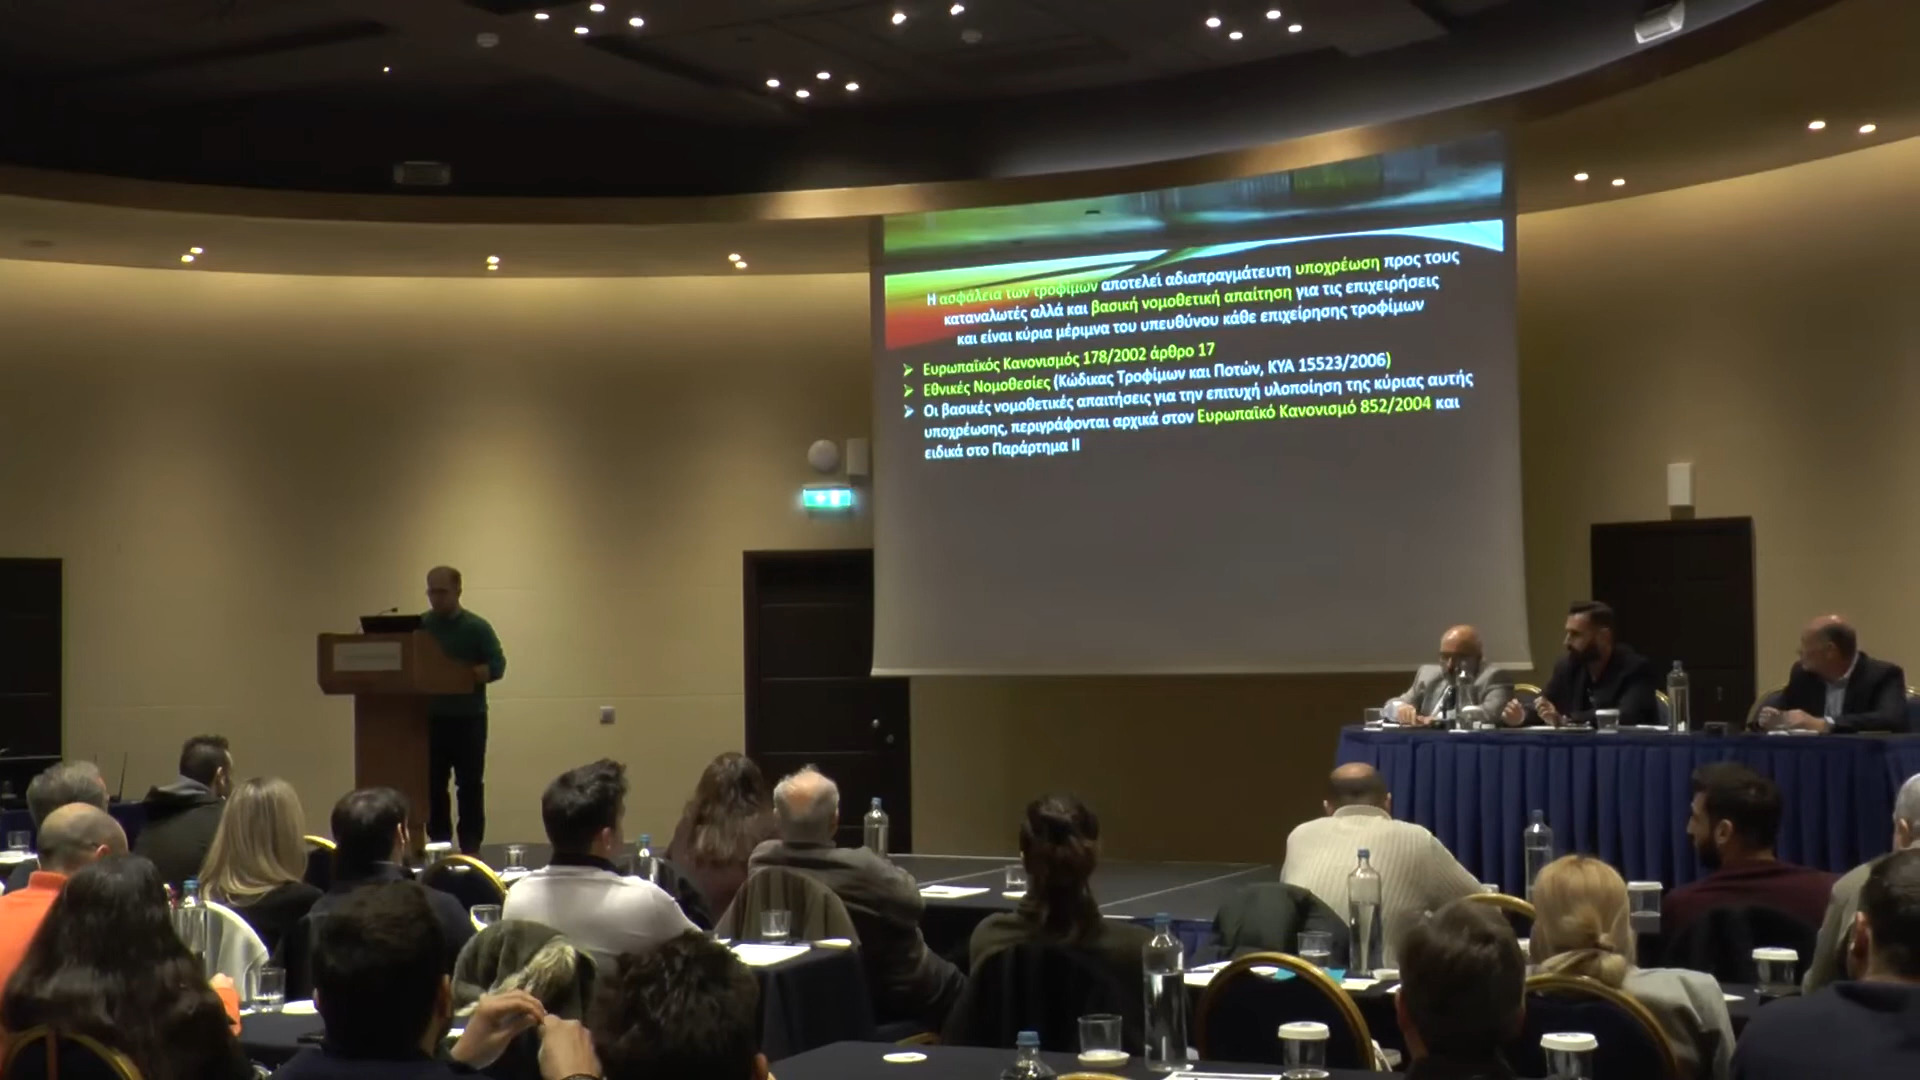 Η ασφάλεια των τροφίμων αποτελεί αδιαπραγμάτευτη υποχρέωση προς τους
καταναλωτές αλλά και βασική νομοθετική απαίτηση για τις επιχειρήσεις
και είναι κύρια μέριμνα του υπευθύνου κάθε επιχείρησης τροφίμων
Ευρωπαϊκός Κανονισμός 178/2002 άρθρο 17
Εθνικές Νομοθεσίες (Κώδικας Τροφίμων και Ποτών, ΚΥΑ 15523/2006)
Οι βασικές νομοθετικές απαιτήσεις για την επιτυχή υλοποίηση της κύριας αυτής
υποχρέωσης, περιγράφονται αρχικά στον Ευρωπαϊκό Κανονισμό 852/2004 και
ειδικά στο Παράρτημα ΙΙ